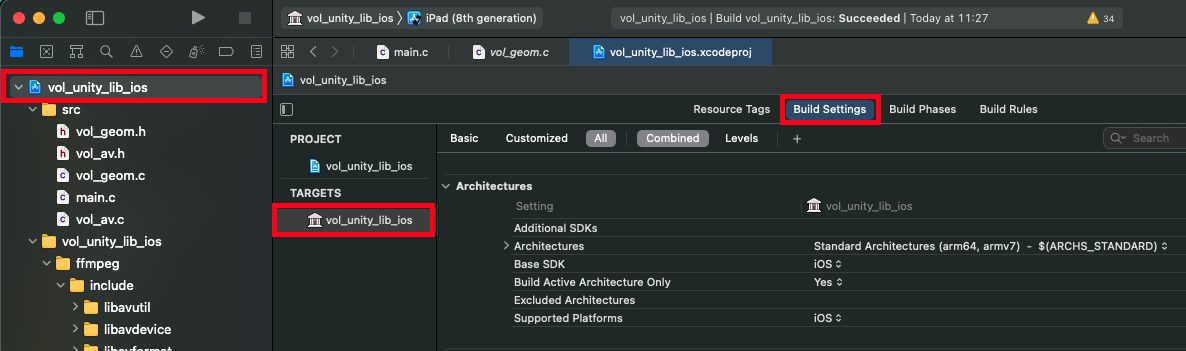 vol_unity_lib_ios
iPad (8th generation)
vol_unity_lib_ios | Build vol_unity_lib_ios: Succeeded | Today at 11:27
34
main.c
vol_geom.c
vol_unity_lib_ios.xcodeproj
vol_unity_lib_ios
src
vol_geom.h
vol_av.h
vol_geom.c
main.c
vol_av.c
vol_unity_lib_ios
ffmpeg
include
libavutil
libavdevice
libavformat
vol_unity_lib_ios
Resource Tags
Build Settings
Build Phases
Build Rules
PROJECT
vol_unity_lib_ios
TARGETS
vol_unity_lib_ios
Basic
Customized
All
Combined
Levels
+
Search
Architectures
Setting
vol_unity_lib_ios
Additional SDKs
Architectures
Standard Architectures (arm64, armv7) - $(ARCHS_STANDARD)
Base SDK
iOS
Build Active Architecture Only
Yes
Excluded Architectures
Supported Platforms
iOS